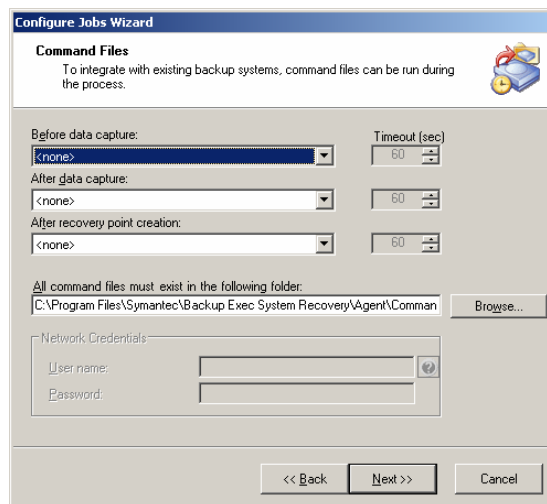 Configure Jobs Wizard
Command Files
To integrate with existing backup systems, command files can be run during
the process.
Before data capture:
Timeout (sec)
<none>
60
After data capture:
<none>
60
After recovery point creation:
<none>
60
All command files must exist in the following folder:
C:\Program Files\Symantec\Backup Exec System Recovery\Agent\Comman
Browse...
Network Credentials
User name:
?
Password:
<< Back
Next >>
Cancel